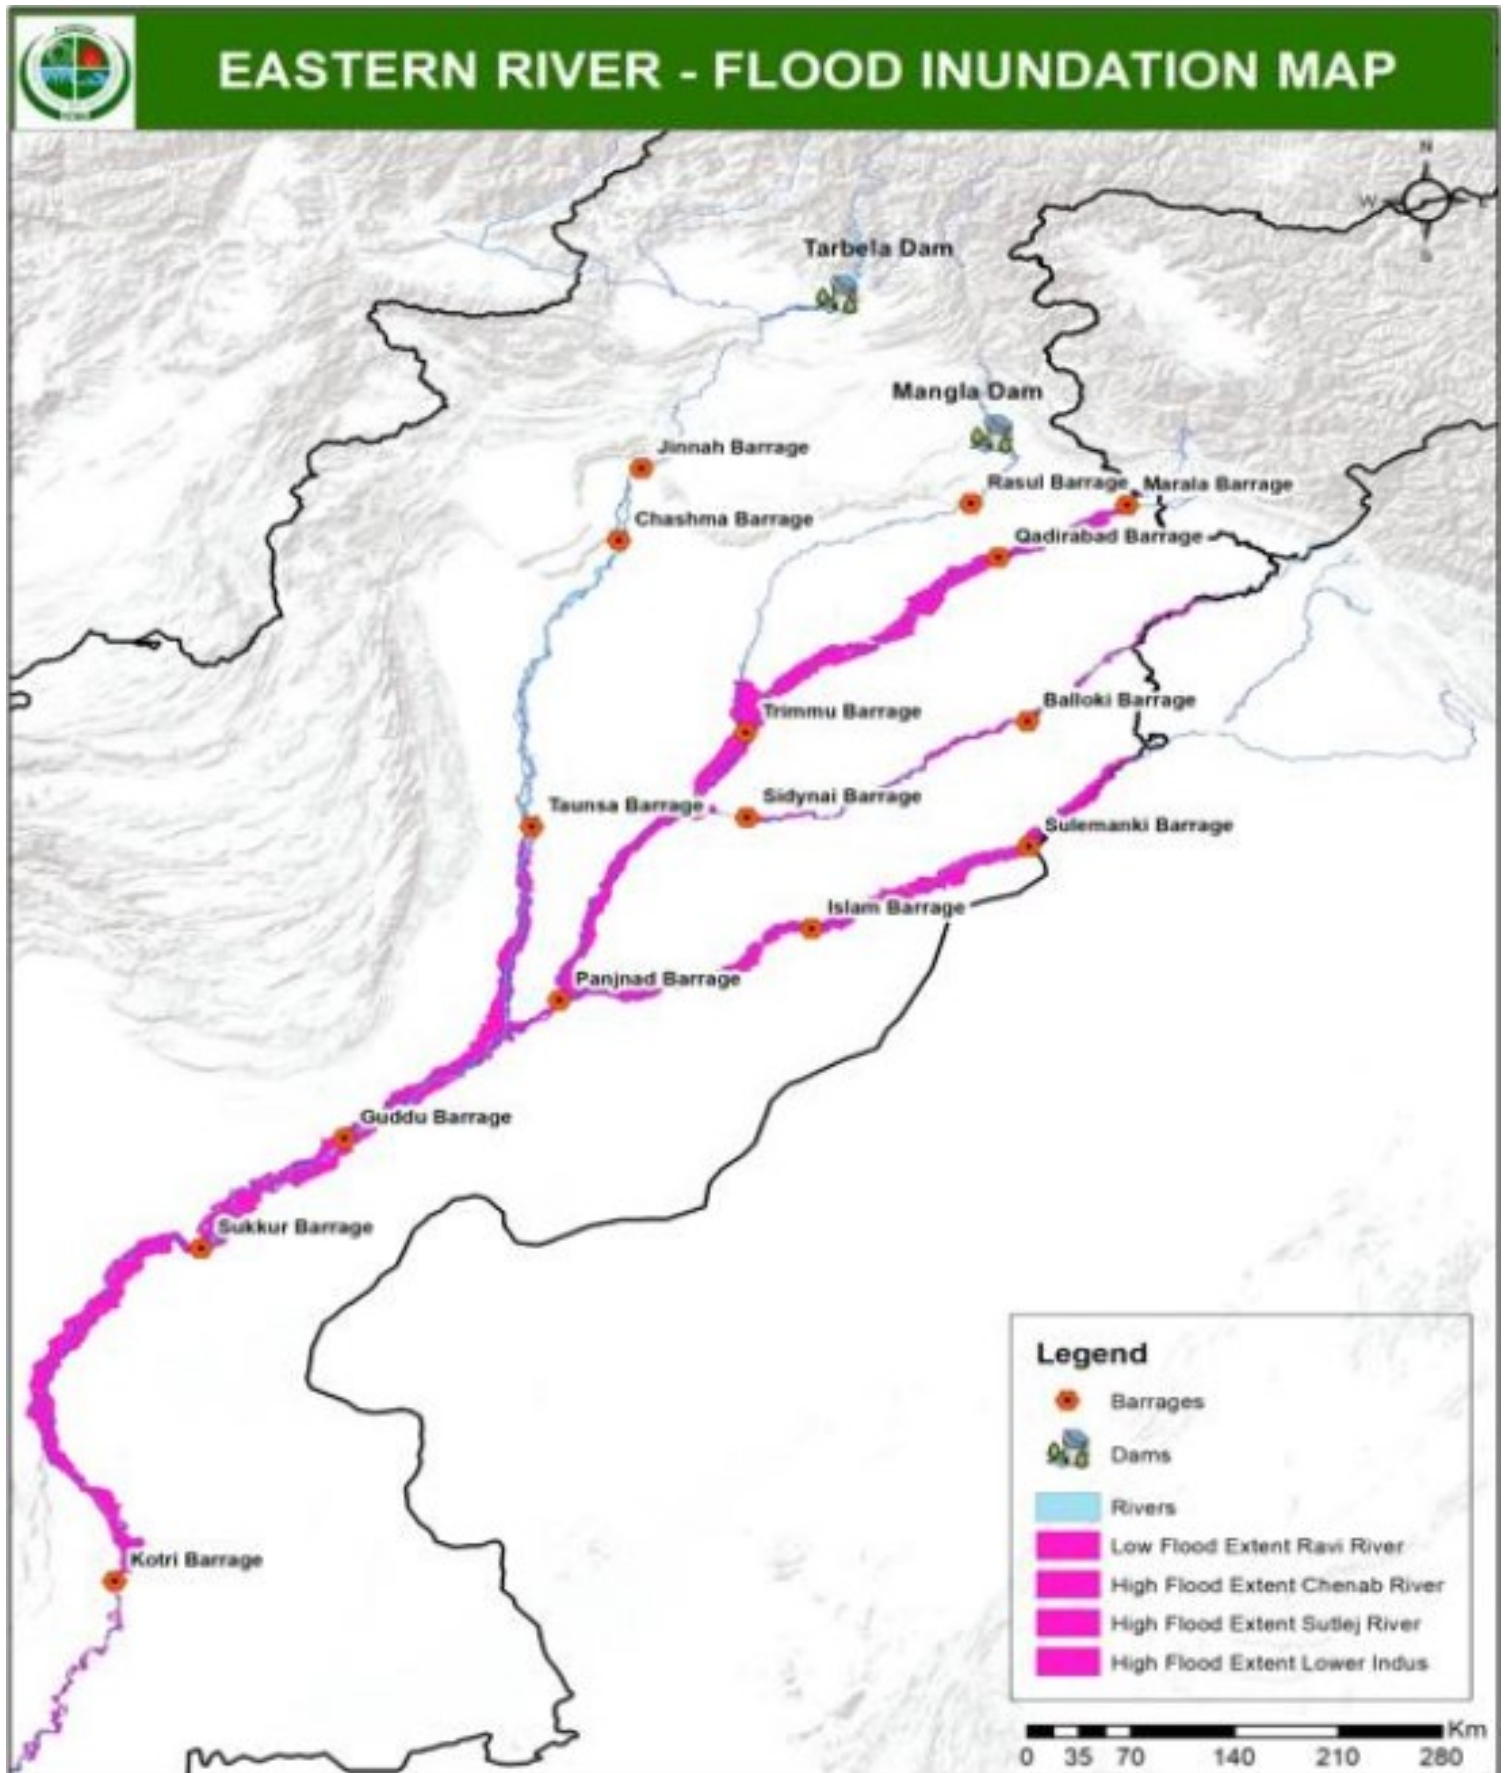 EASTERN RIVER - FLOOD INUNDATION MAP
N
W
S
Tarbela Dam
Mangla Dam
Jinnah Barrage
Rasul Barrage
Marala Barrage
Chashma Barrage
Qadirabad Barrage
Balloki Barrage
Trimmu Barrage
Sidynai Barrage
Taunsa Barrage
Sulemanki Barrage
Islam Barrage
Panjnad Barrage
Guddu Barrage
Sukkur Barrage
Kotri Barrage
Legend
Barrages
Dams
Rivers
Low Flood Extent Ravi River
High Flood Extent Chenab River
High Flood Extent Sutlej River
High Flood Extent Lower Indus
Km
0 35 70 140 210 280